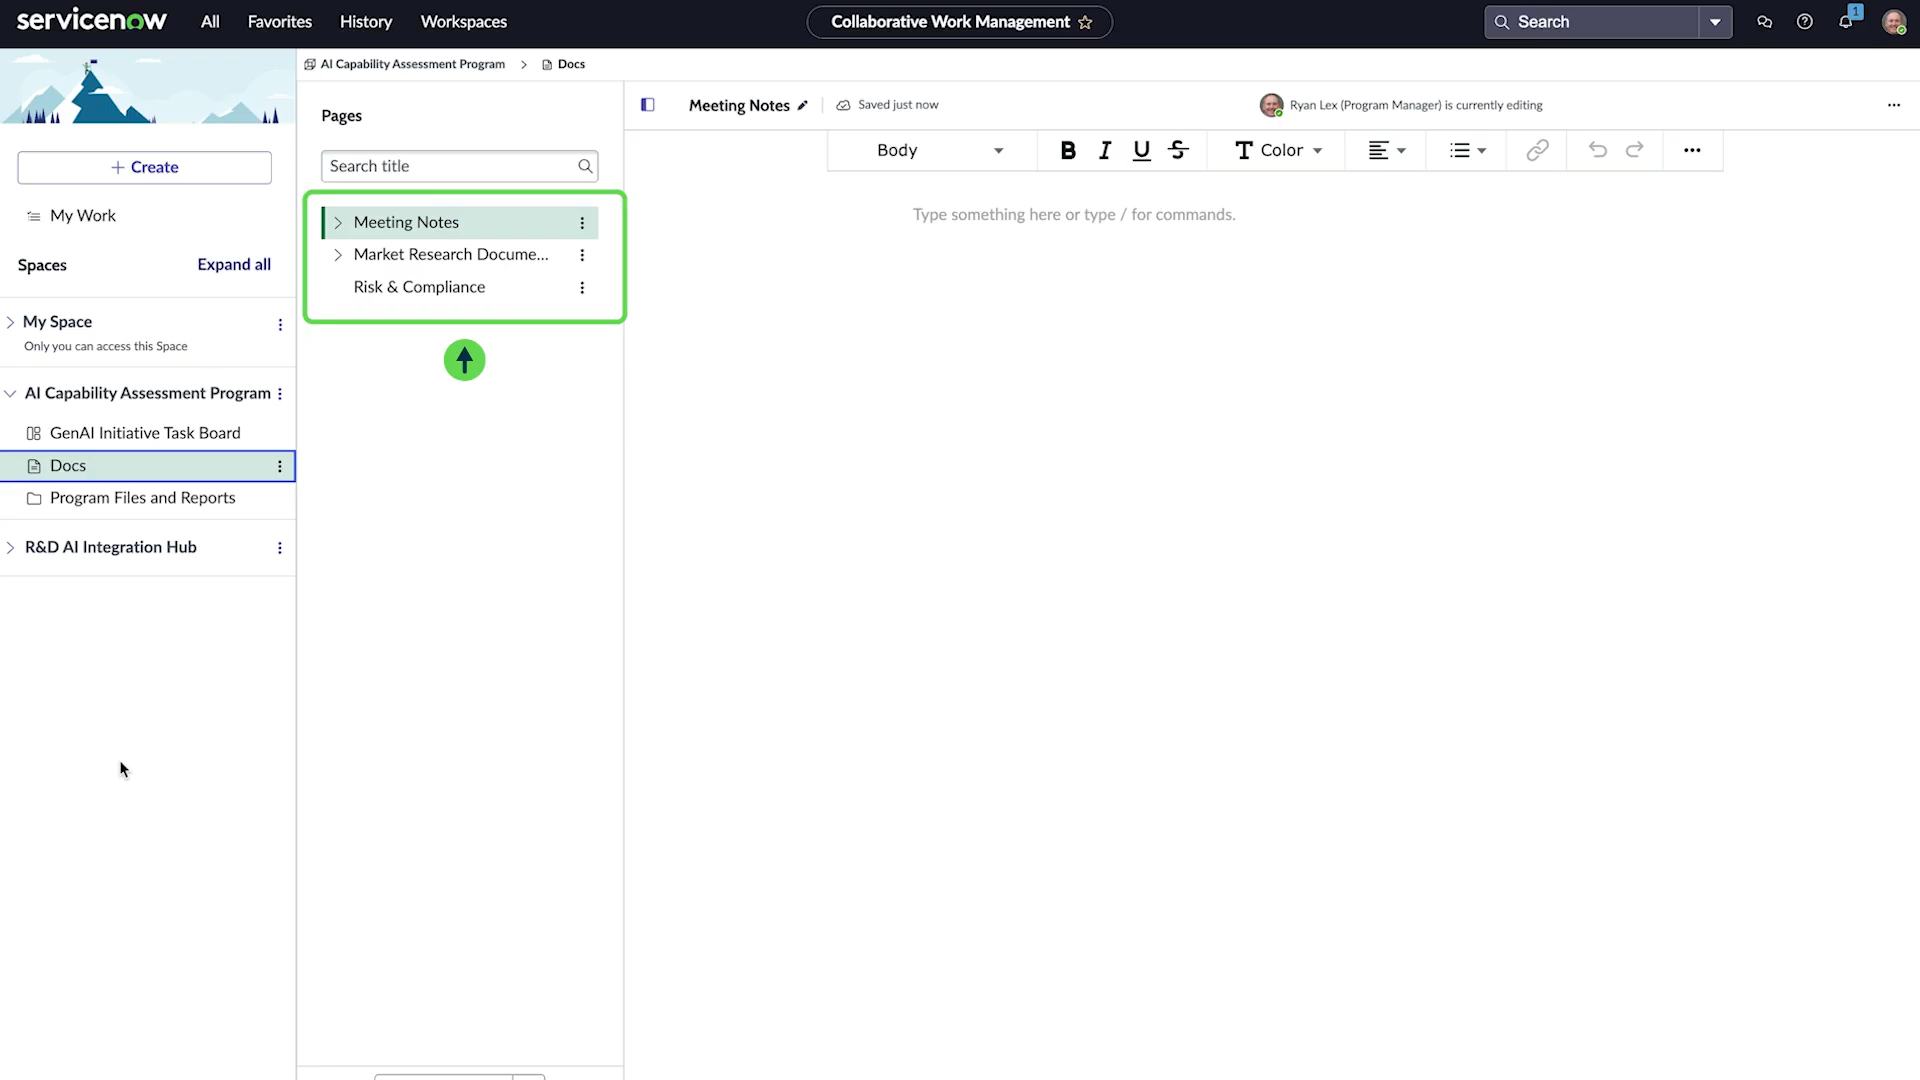 servicenow
All
Favorites
History
Workspaces
Collaborative Work Management
Search
1
AI Capability Assessment Program
Docs
+ Create
My Work
Spaces
Expand all
My Space
Only you can access this Space
AI Capability Assessment Program
GenAI Initiative Task Board
Docs
Program Files and Reports
R&D AI Integration Hub
Pages
Search title
Meeting Notes
Market Research Docume...
Risk & Compliance
Meeting Notes
Saved just now
Ryan Lex (Program Manager) is currently editing
Body
B I U S
T Color
Type something here or type / for commands.